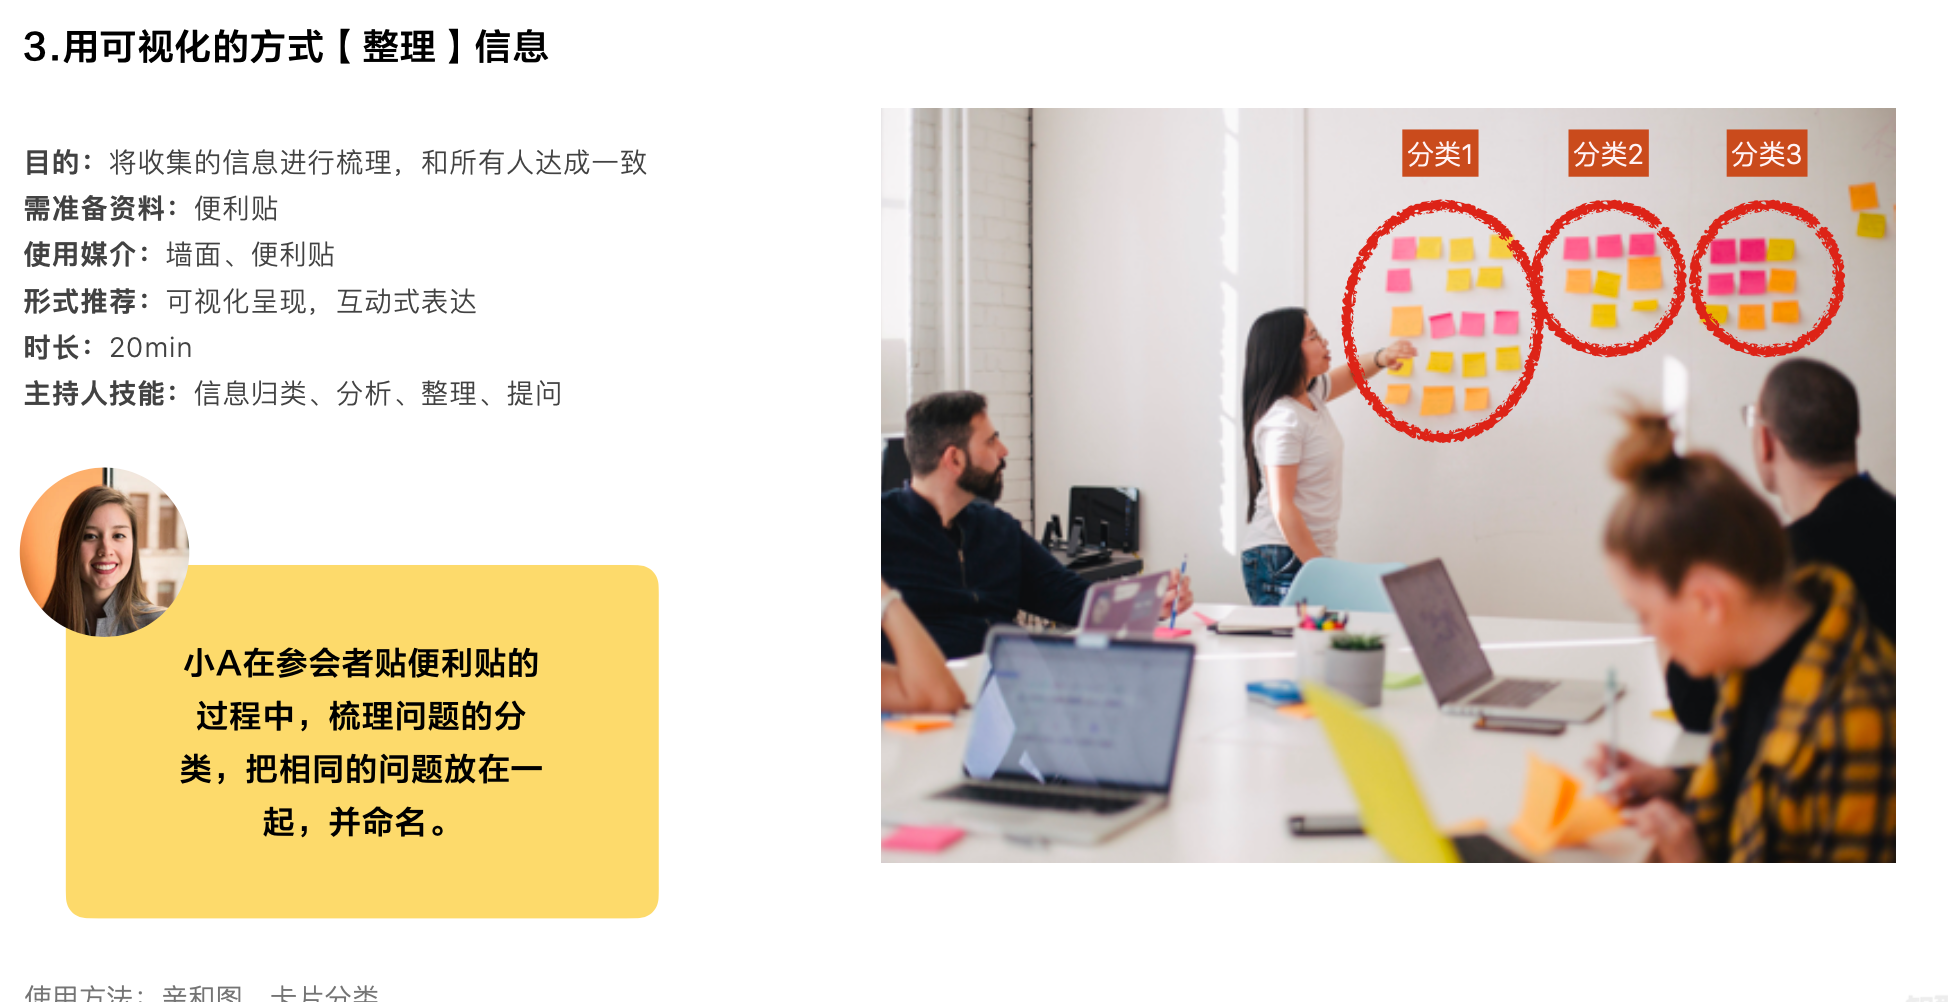 3.用可视化的方式【整理】信息
目的：将收集的信息进行梳理，和所有人达成一致
需准备资料：便利贴
使用媒介：墙面、便利贴
形式推荐：可视化呈现，互动式表达
时长：20min
主持人技能：信息归类、分析、整理、提问
小A在参会者贴便利贴的
过程中，梳理问题的分
类，把相同的问题放在一
起，并命名。
使用方法：亲和图、卡片分类
分类1
分类2
分类3